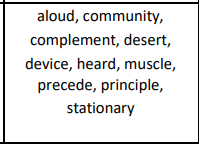 aloud, community,
complement, desert,
device, heard, muscle,
precede, principle,
stationary